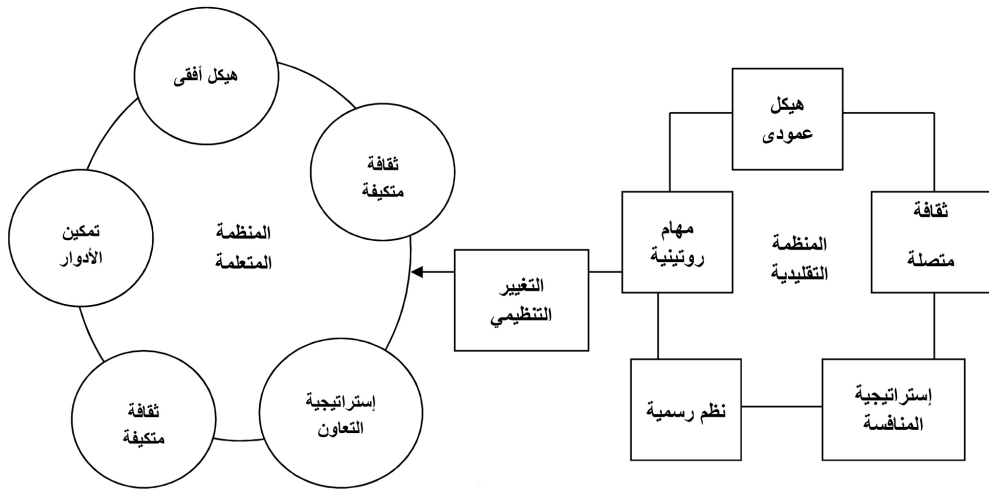 هيكل
عمودى
ثقافة
متصلة
إستراتيجية
المنافسة
نظم رسمية
مهام
روتينية
المنظمة
التقليدية
التغيير
التنظيمي
هيكل أفقى
ثقافة
متكيفة
إستراتيجية
التعاون
ثقافة
متكيفة
تمكين
الأدوار
المنظمة
المتعلمة